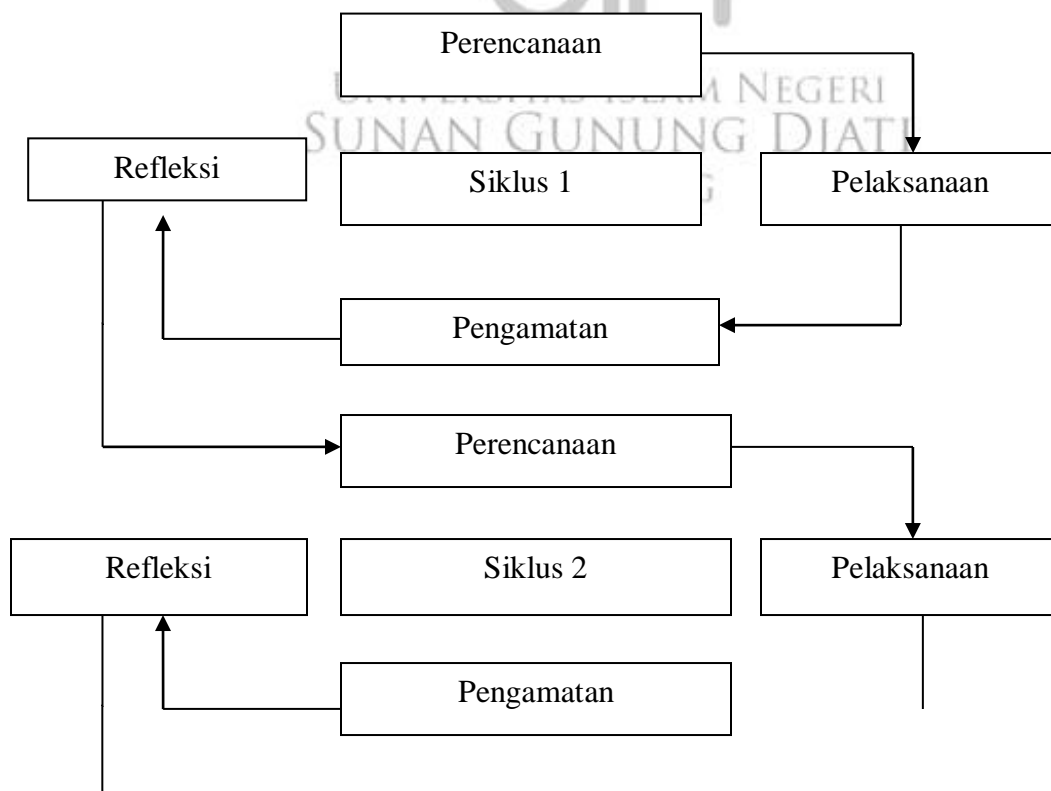 Perencanaan
UNIVERSITAS ISLAM NEGERI
SUNAN GUNUNG DJATI
Refleksi
Siklus 1
Pelaksanaan
Pengamatan
Perencanaan
Refleksi
Siklus 2
Pelaksanaan
Pengamatan